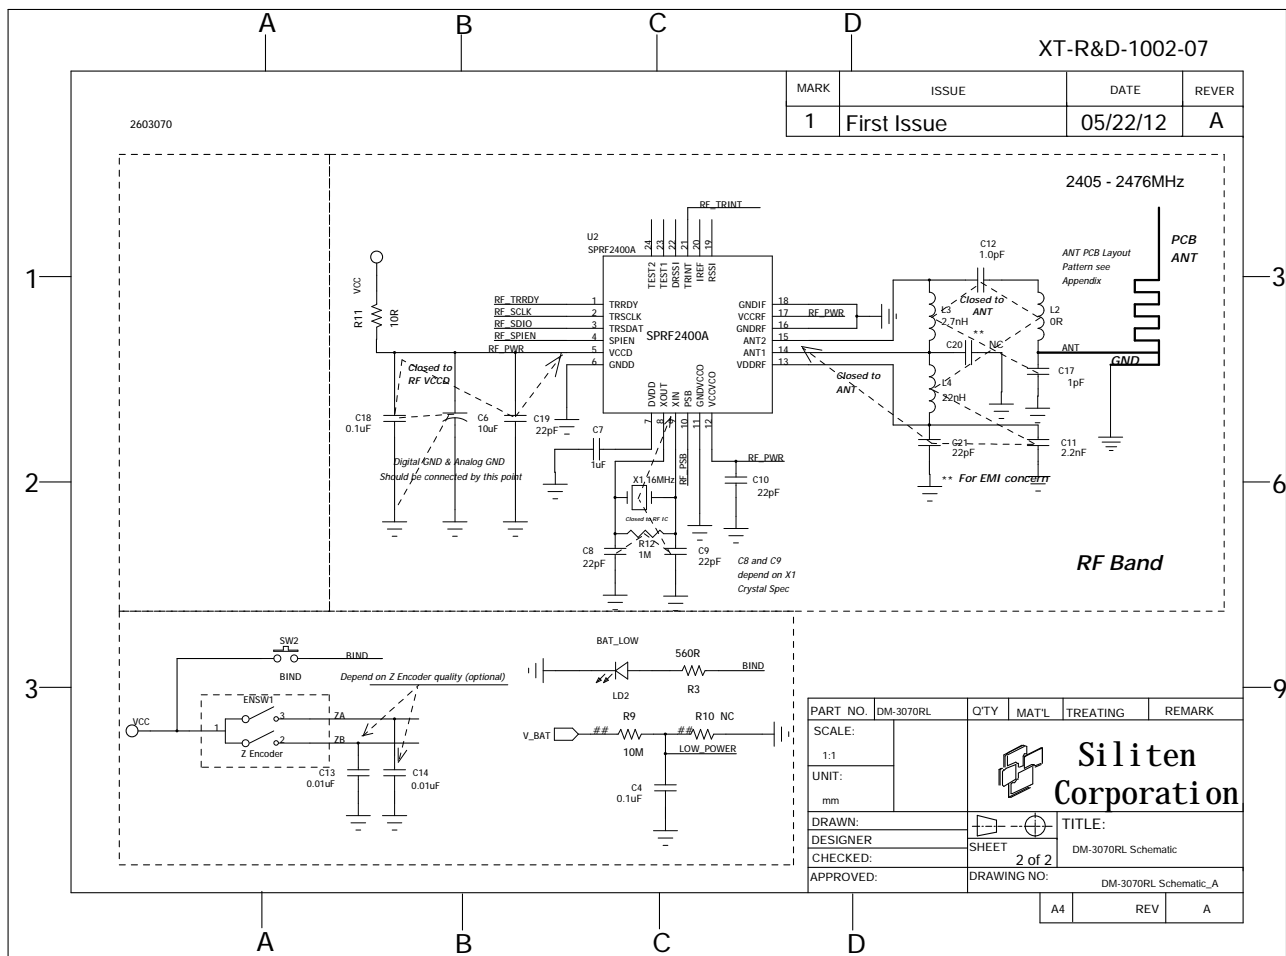 A B C D
XT-R&D-1002-07
MARK ISSUE DATE REVER
1 First Issue 05/22/12 A
2603070
2405 - 2476MHz
RF_TRINT
U2
SPRF2400A
24 23 22 21 20 19
TEST2 TEST1 DRSSI TRINT IREF RSSI
C12
1.0pF
ANT PCB Layout
Pattern see
Appendix
PCB
ANT
1
3
VCC
R11
10R
RF_TRRDY 1 TRRDY
RF_SCLK 2 TRSCLK
RF_SDIO 3 TRSDAT
RF_SPIEN 4 SPIEN
RF_PWR 5 VCCD
6 GNDD
SPRF2400A
GNDIF 18
VCCRF 17 RF_PWR
GNDRF 16
ANT2 15
ANT1 14
VDDRF 13
Closed to
ANT
L3
2.7nH
L2
0R
**
C20 NC
ANT
GND
Closed to
RF VCCD
Closed to
ANT
L4
22nH
C17
1pF
DVDD XOUT XIN PSB GNDVCCO VCCVCO
7 8 9 10 11 12
C18
0.1uF
C6
10uF
C19
22pF
C7
1uF
C21
22pF
C11
2.2nF
Digital GND & Analog GND
Should be connected by this point
X1 16MHz
RF_PSB
RF_PWR
C10
22pF
** For EMI concern
2
6
Closed to RF IC
R12
1M
C8
22pF
C9
22pF
C8 and C9
depend on X1
Crystal Spec
RF Band
SW2
BIND
BIND
Depend on Z Encoder quality (optional)
BAT_LOW
LD2
560R
R3
BIND
3
9
VCC
ENSW1
1
3 ZA
2 ZB
Z Encoder
C13
0.01uF
C14
0.01uF
V_BAT
##
R9
10M
##
R10 NC
LOW_POWER
C4
0.1uF
PART NO. DM-3070RL Q'TY MAT'L TREATING REMARK
SCALE:
1:1
UNIT:
mm
Siliten
Corporation
DRAWN:
DESIGNER
CHECKED:
APPROVED:
SHEET
2 of 2
TITLE:
DM-3070RL Schematic
DRAWING NO:
DM-3070RL Schematic_A
A4 REV A
A B C D